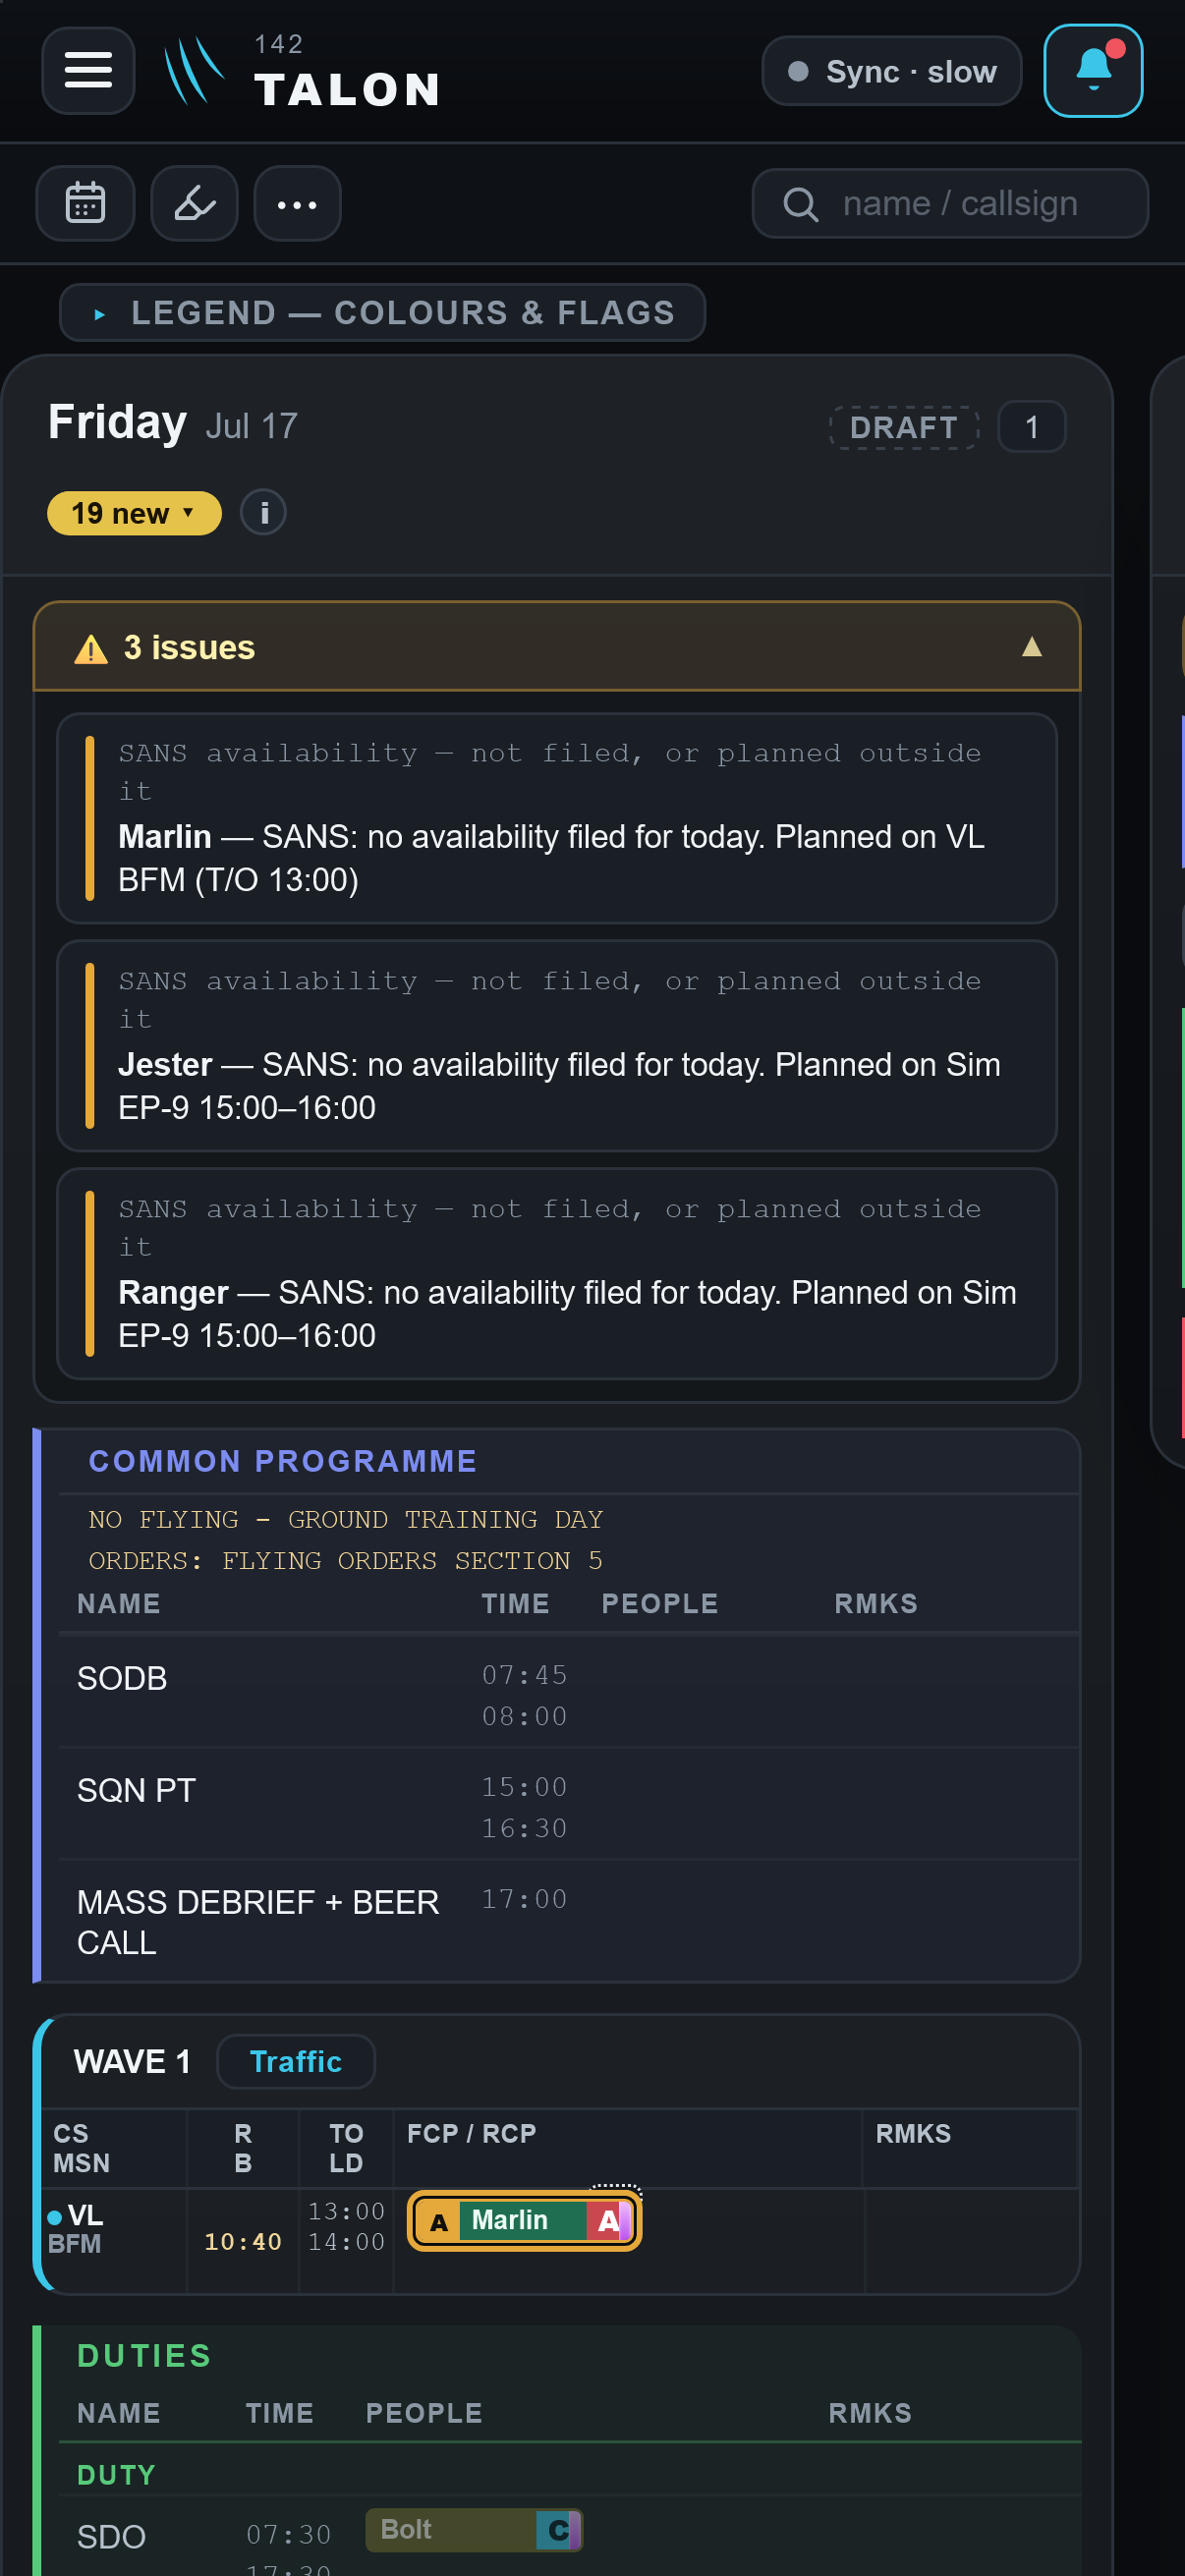 142
TALON
Sync · slow
name / callsign
▸ LEGEND — COLOURS & FLAGS
Friday Jul 17
DRAFT 1
19 new ▾ i
⚠ 3 issues ▲
SANS availability — not filed, or planned outside
it
Marlin — SANS: no availability filed for today. Planned on VL
BFM (T/O 13:00)
SANS availability — not filed, or planned outside
it
Jester — SANS: no availability filed for today. Planned on Sim
EP-9 15:00–16:00
SANS availability — not filed, or planned outside
it
Ranger — SANS: no availability filed for today. Planned on Sim
EP-9 15:00–16:00
COMMON PROGRAMME
NO FLYING - GROUND TRAINING DAY
ORDERS: FLYING ORDERS SECTION 5
NAME TIME PEOPLE RMKS
SODB 07:45
08:00
SQN PT 15:00
16:30
MASS DEBRIEF + BEER 17:00
CALL
WAVE 1 Traffic
CS R TO FCP / RCP RMKS
MSN B LD
VL 13:00 A Marlin A
BFM 10:40 14:00
DUTIES
NAME TIME PEOPLE RMKS
DUTY
SDO 07:30 Bolt C
17:30